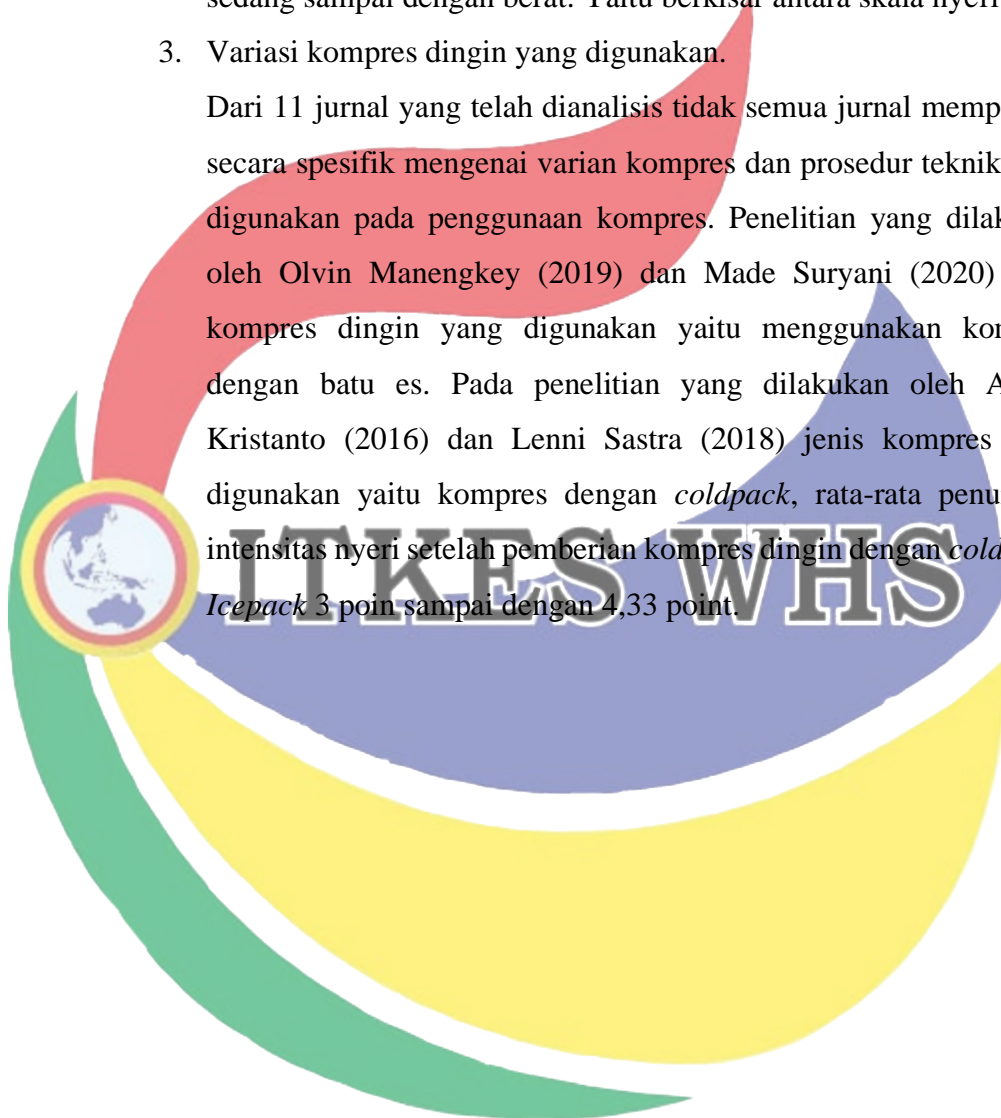 sedang sampai dengan berat. Yaitu berkisar antara skala nyeri
3. Variasi kompres dingin yang digunakan.
Dari 11 jurnal yang telah dianalisis tidak semua jurnal memp
secara spesifik mengenai varian kompres dan prosedur teknik
digunakan pada penggunaan kompres. Penelitian yang dilak
oleh Olvin Manengkey (2019) dan Made Suryani (2020)
kompres dingin yang digunakan yaitu menggunakan kon
dengan batu es. Pada penelitian yang dilakukan oleh A
Kristanto (2016) dan Lenni Sastra (2018) jenis kompres
digunakan yaitu kompres dengan coldpack, rata-rata penu
intensitas nyeri setelah pemberian kompres dingin dengan cold
Icepack 3 poin sampai dengan 4,33 point.
ITKES WHS